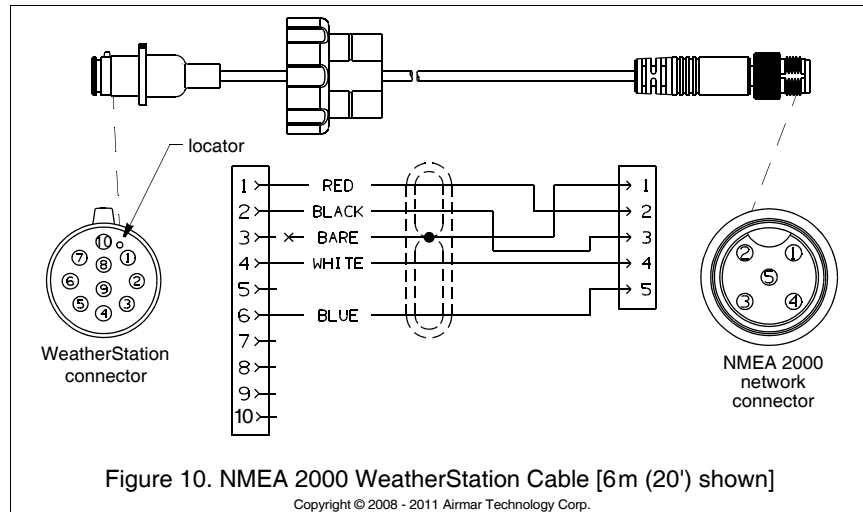 locator
1 RED 1
2 BLACK 2
3 BARE 3
4 WHITE 4
5 5
6 BLUE
7
8
9
10
10
7 8 1
6 9 2
5 4 3
WeatherStation
connector
2 1
5
3 4
NMEA 2000
network
connector
Figure 10. NMEA 2000 WeatherStation Cable [6m (20') shown]
Copyright © 2008 - 2011 Airmar Technology Corp.